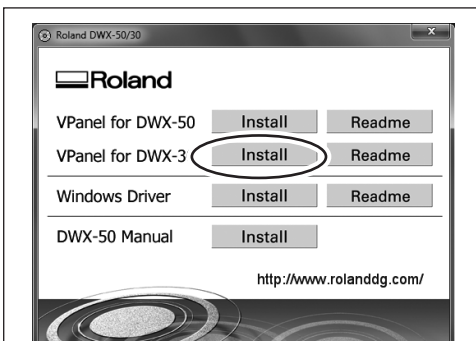 Roland DWX-50/30
Roland
VPanel for DWX-50 Install Readme
VPanel for DWX-3 Install Readme
Windows Driver Install Readme
DWX-50 Manual Install
http://www.rolanddg.com/